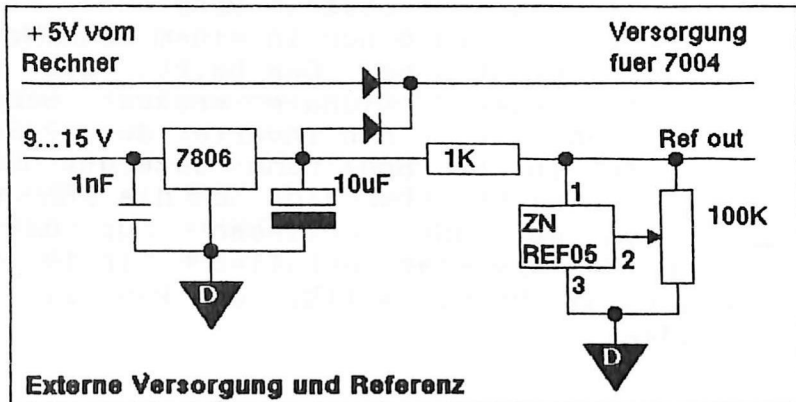 + 5V vom
Rechner
Versorgung
fuer 7004
9...15 V
7806
1K
Ref out
1nF
10uF
1
ZN
REF05
2
3
100K
D
D
Externe Versorgung und Referenz